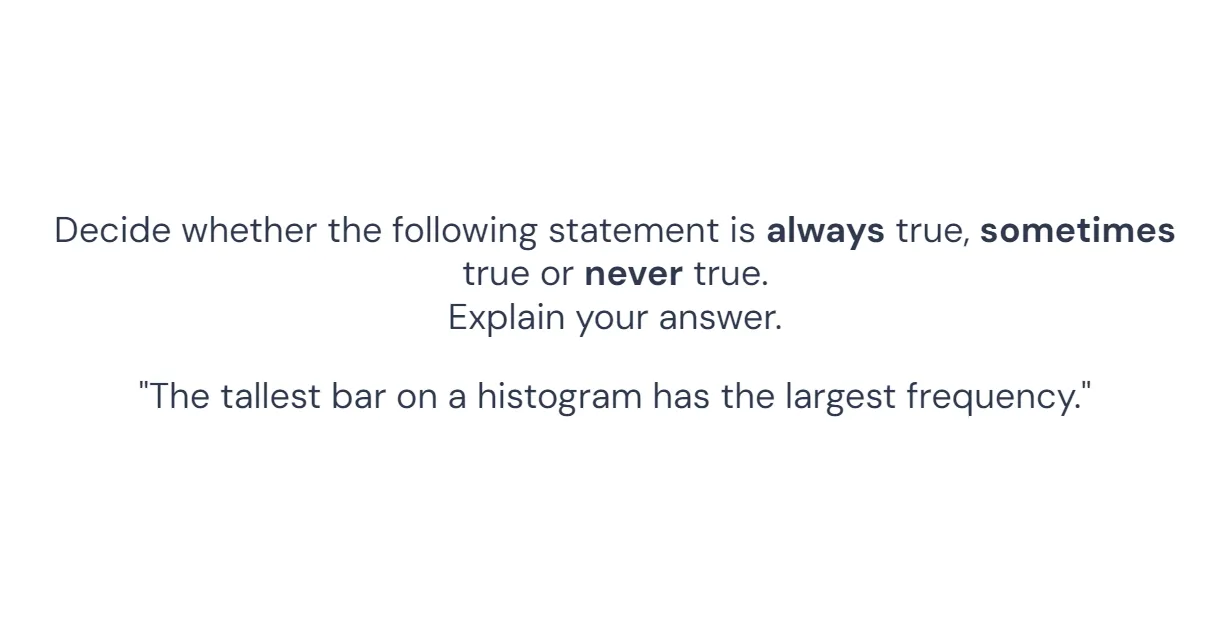 Decide whether the following statement is always true, sometimes
true or never true.
Explain your answer.
"The tallest bar on a histogram has the largest frequency."